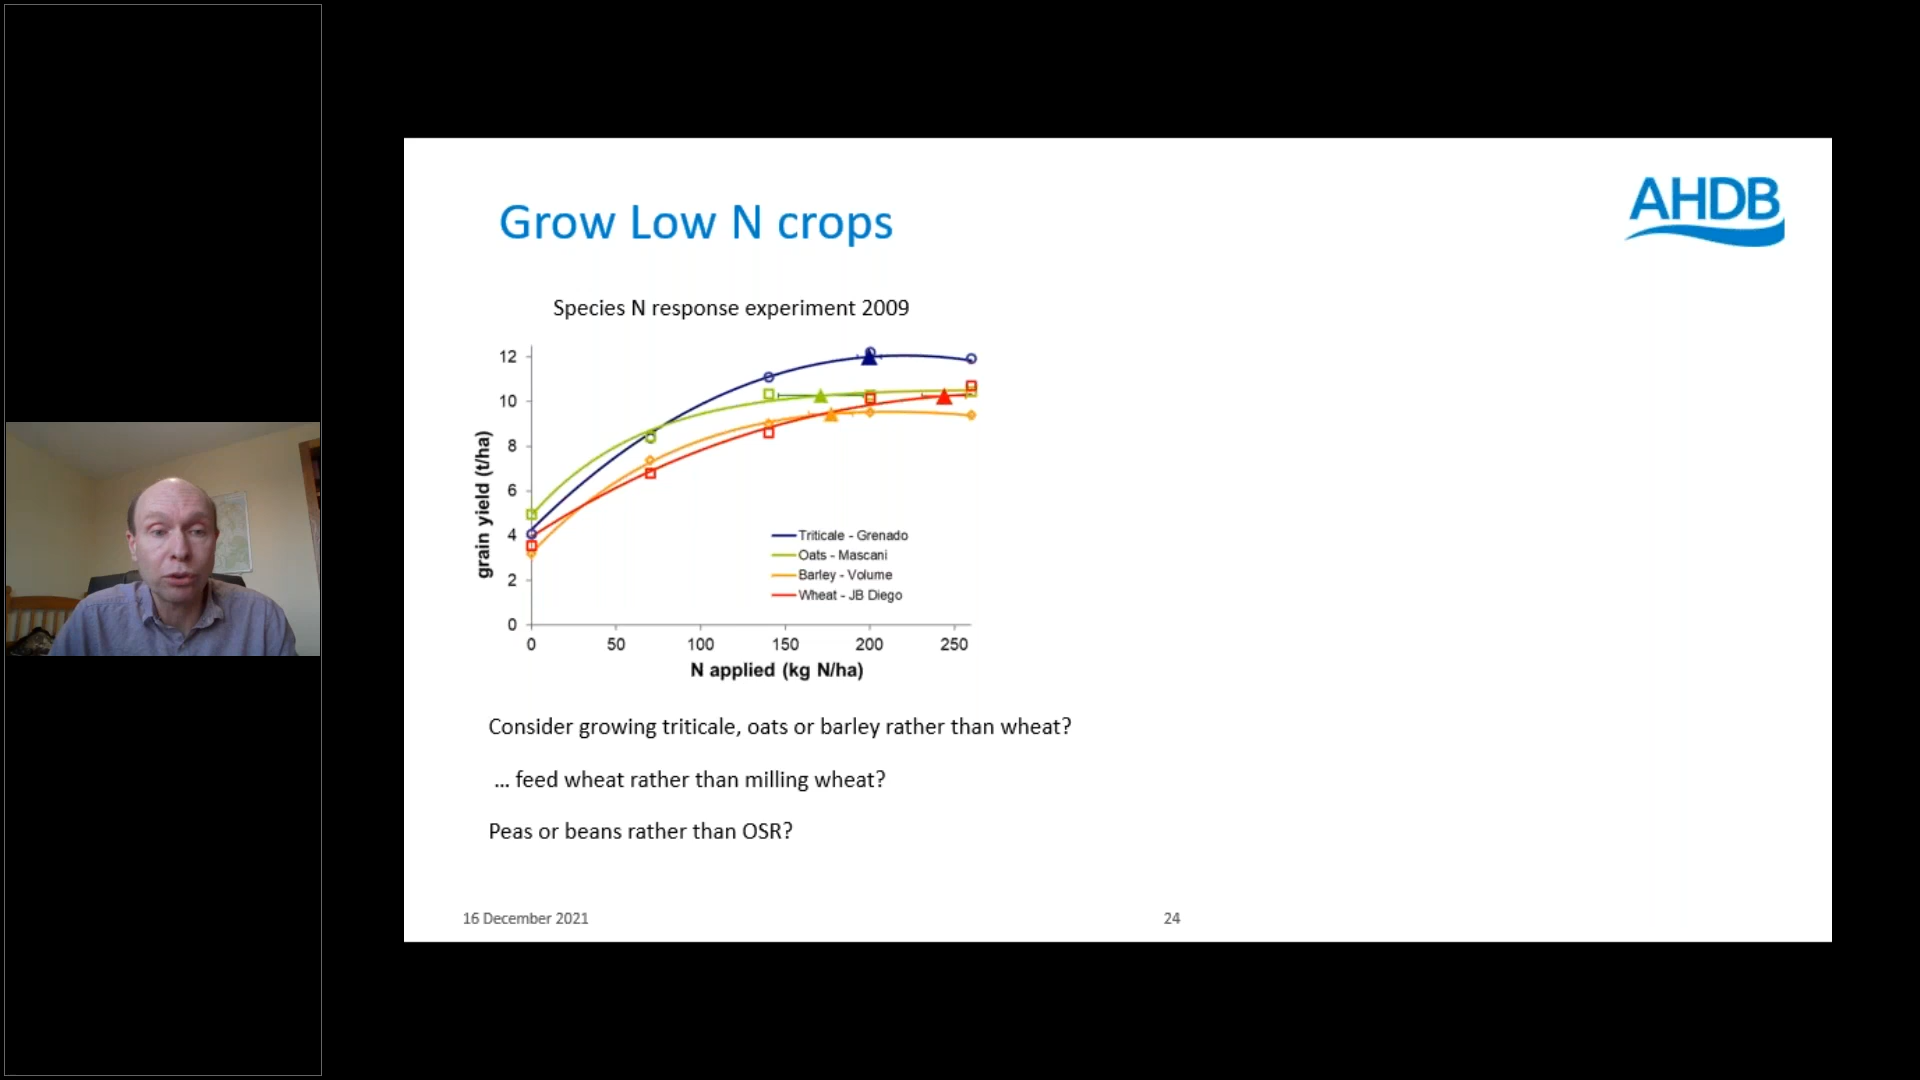 AHDB
Grow Low N crops
Species N response experiment 2009
12
10
8
6
4
2
0
grain yield (t/ha)
0 50 100 150 200 250
N applied (kg N/ha)
Triticale - Grenado
Oats - Mascani
Barley - Volume
Wheat - JB Diego
Consider growing triticale, oats or barley rather than wheat?
... feed wheat rather than milling wheat?
Peas or beans rather than OSR?
16 December 2021
24